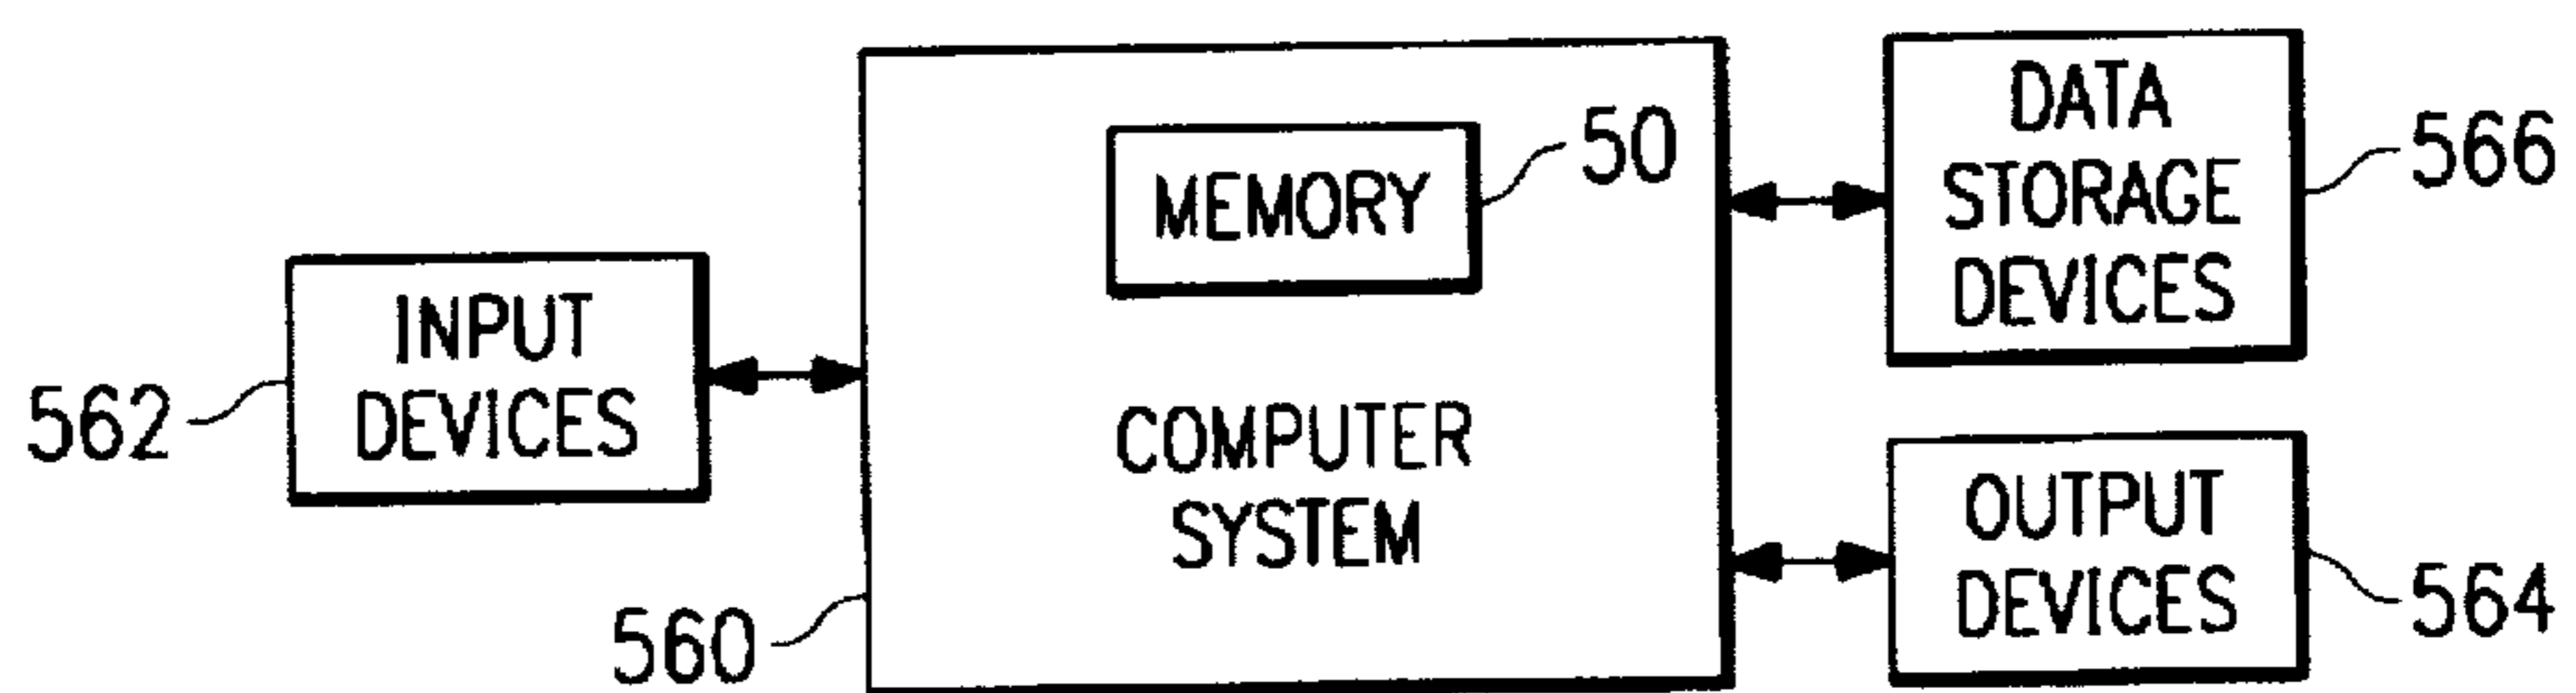 INPUT
DEVICES
562
MEMORY
50
COMPUTER
SYSTEM
560
DATA
STORAGE
DEVICES
566
OUTPUT
DEVICES
564